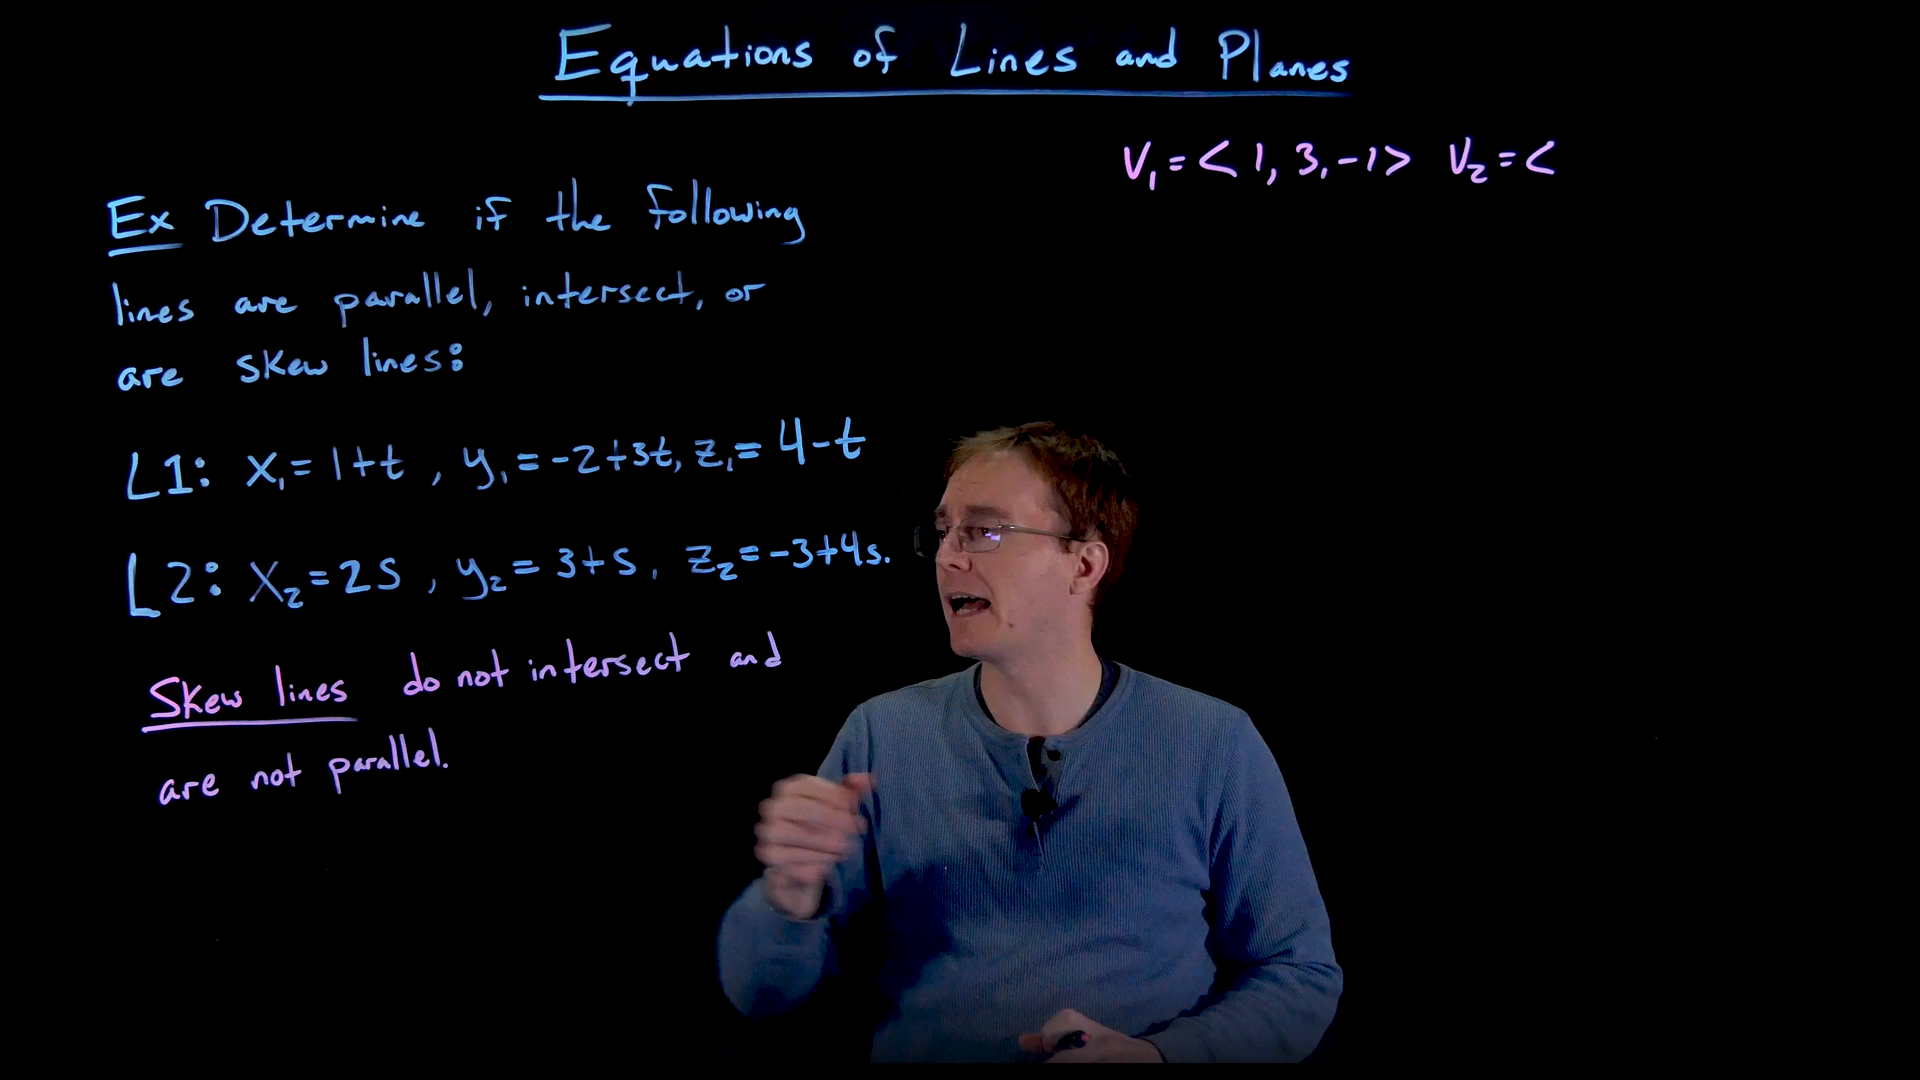 Equations of Lines and Planes
V₁ = < 1, 3, -1> V₂ = <
Ex Determine if the following
lines are parallel, intersect, or
are skew lines:
L1: x₁ = 1+t , y₁ = -2+3t, z₁ = 4-t
L2: x₂ = 2s , y₂ = 3+s, z₂ = -3+4s.
Skew lines do not intersect and
are not parallel.